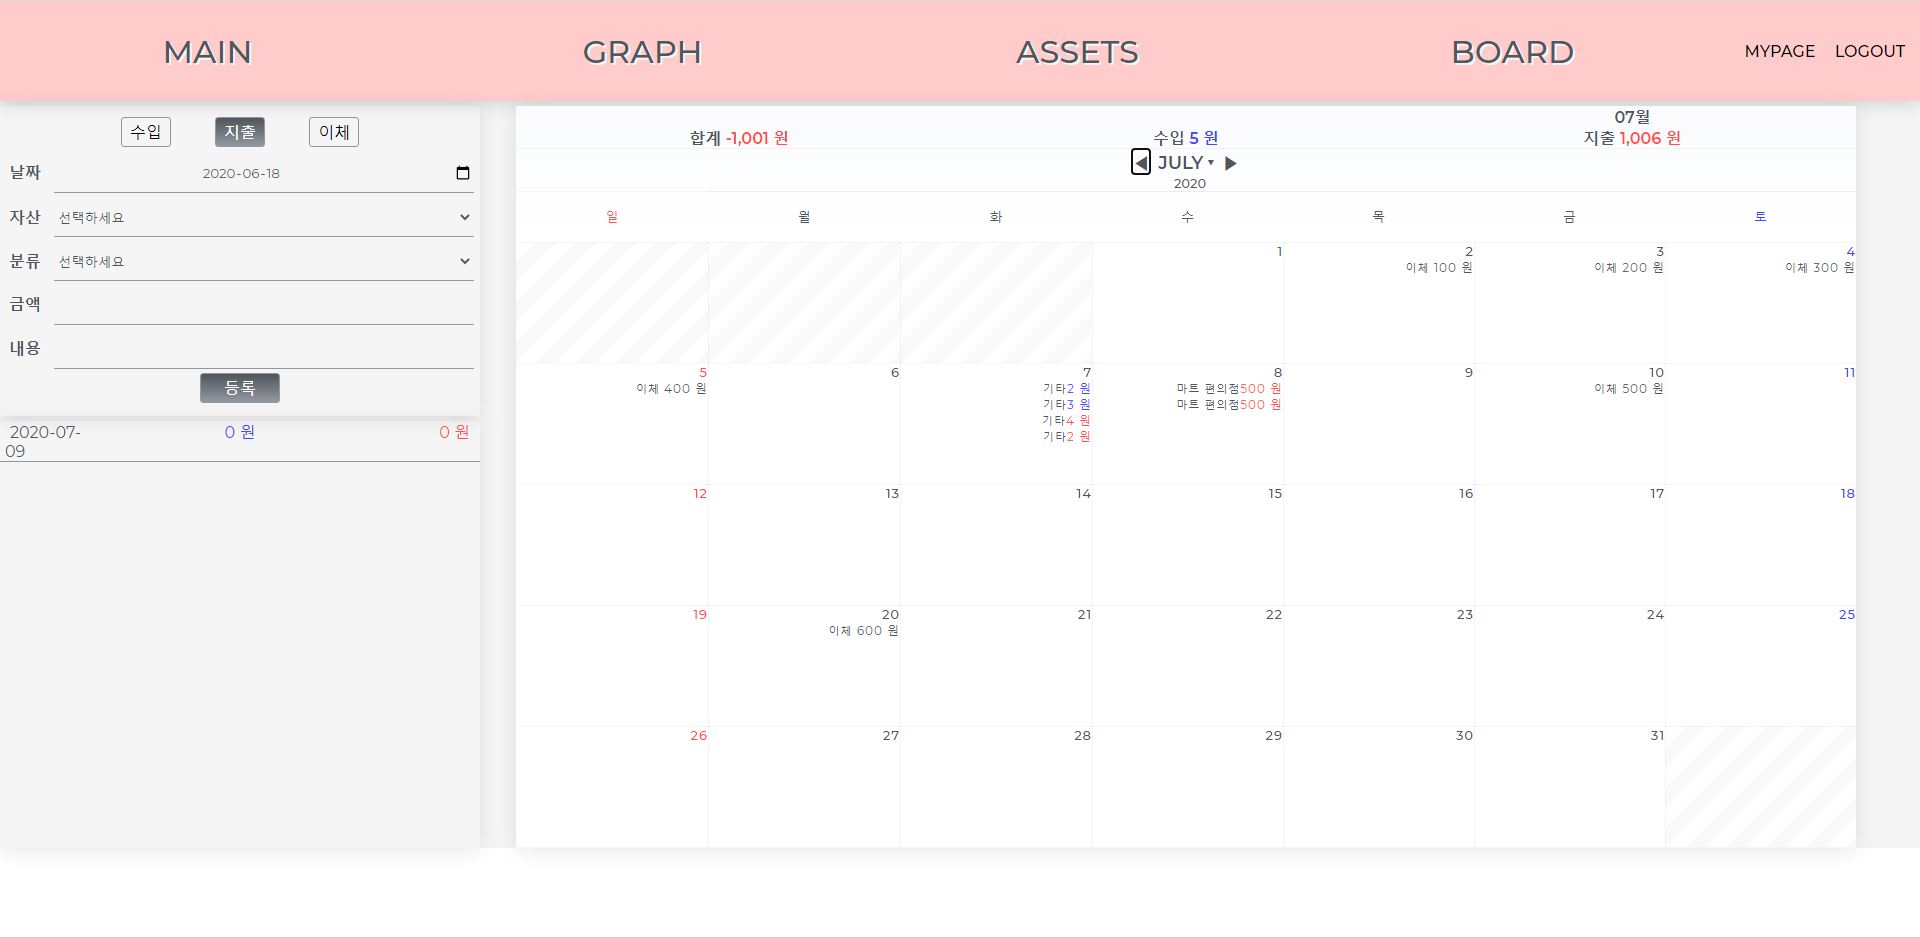 MAIN GRAPH ASSETS BOARD MYPAGE LOGOUT
수입 지출 이체
날짜 2020-06-18
자산 선택하세요
분류 선택하세요
금액
내용
등록
2020-07-09 0 원 0 원
07월
합계 -1,001 원 수입 5 원 지출 1,006 원
◀ JULY ▾ ▶
2020
일 월 화 수 목 금 토
1 2 3 4
이체 100 원 이체 200 원 이체 300 원
5 6 7 8 9 10 11
이체 400 원 기타2 원 마트 편의점500 원 이체 500 원
기타3 원 마트 편의점500 원
기타4 원
기타2 원
12 13 14 15 16 17 18
19 20 21 22 23 24 25
이체 600 원
26 27 28 29 30 31